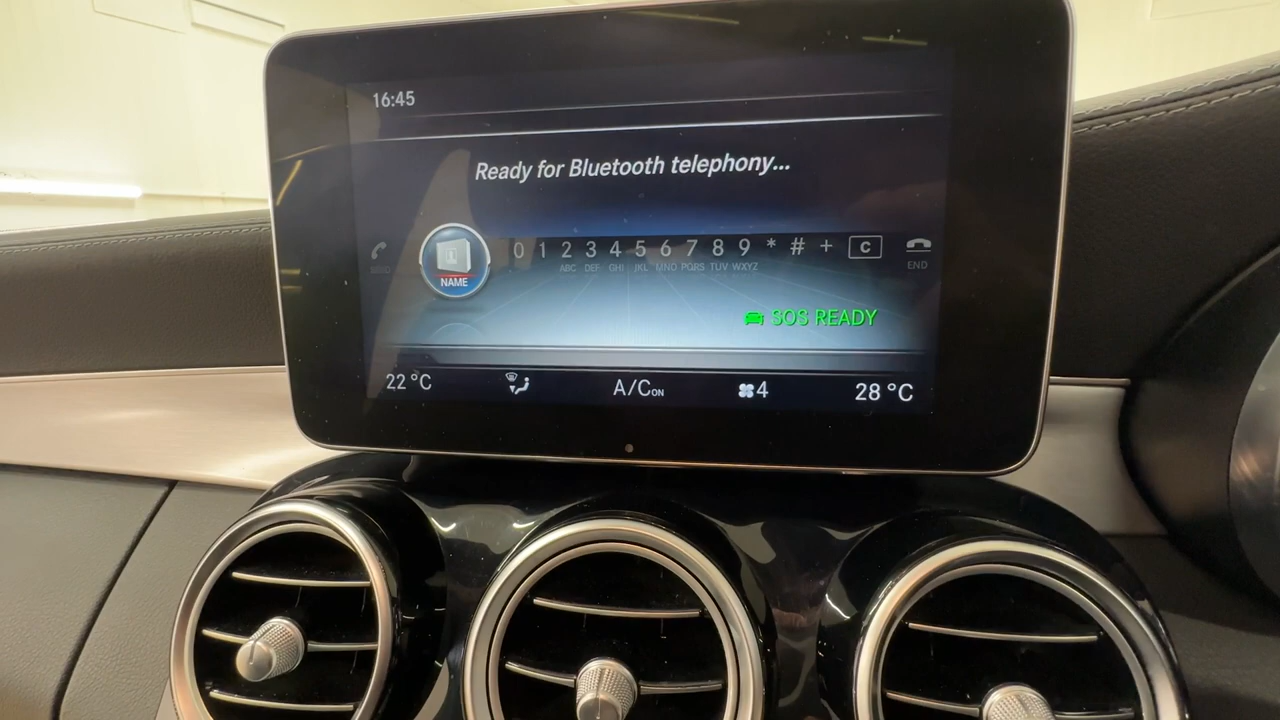 16:45
Ready for Bluetooth telephony...
NAME 0 1 2 3 4 5 6 7 8 9 * # + C END
ABC DEF GHI JKL MNO PQRS TUV WXYZ
SOS READY
22 °C A/C ON 4 28 °C